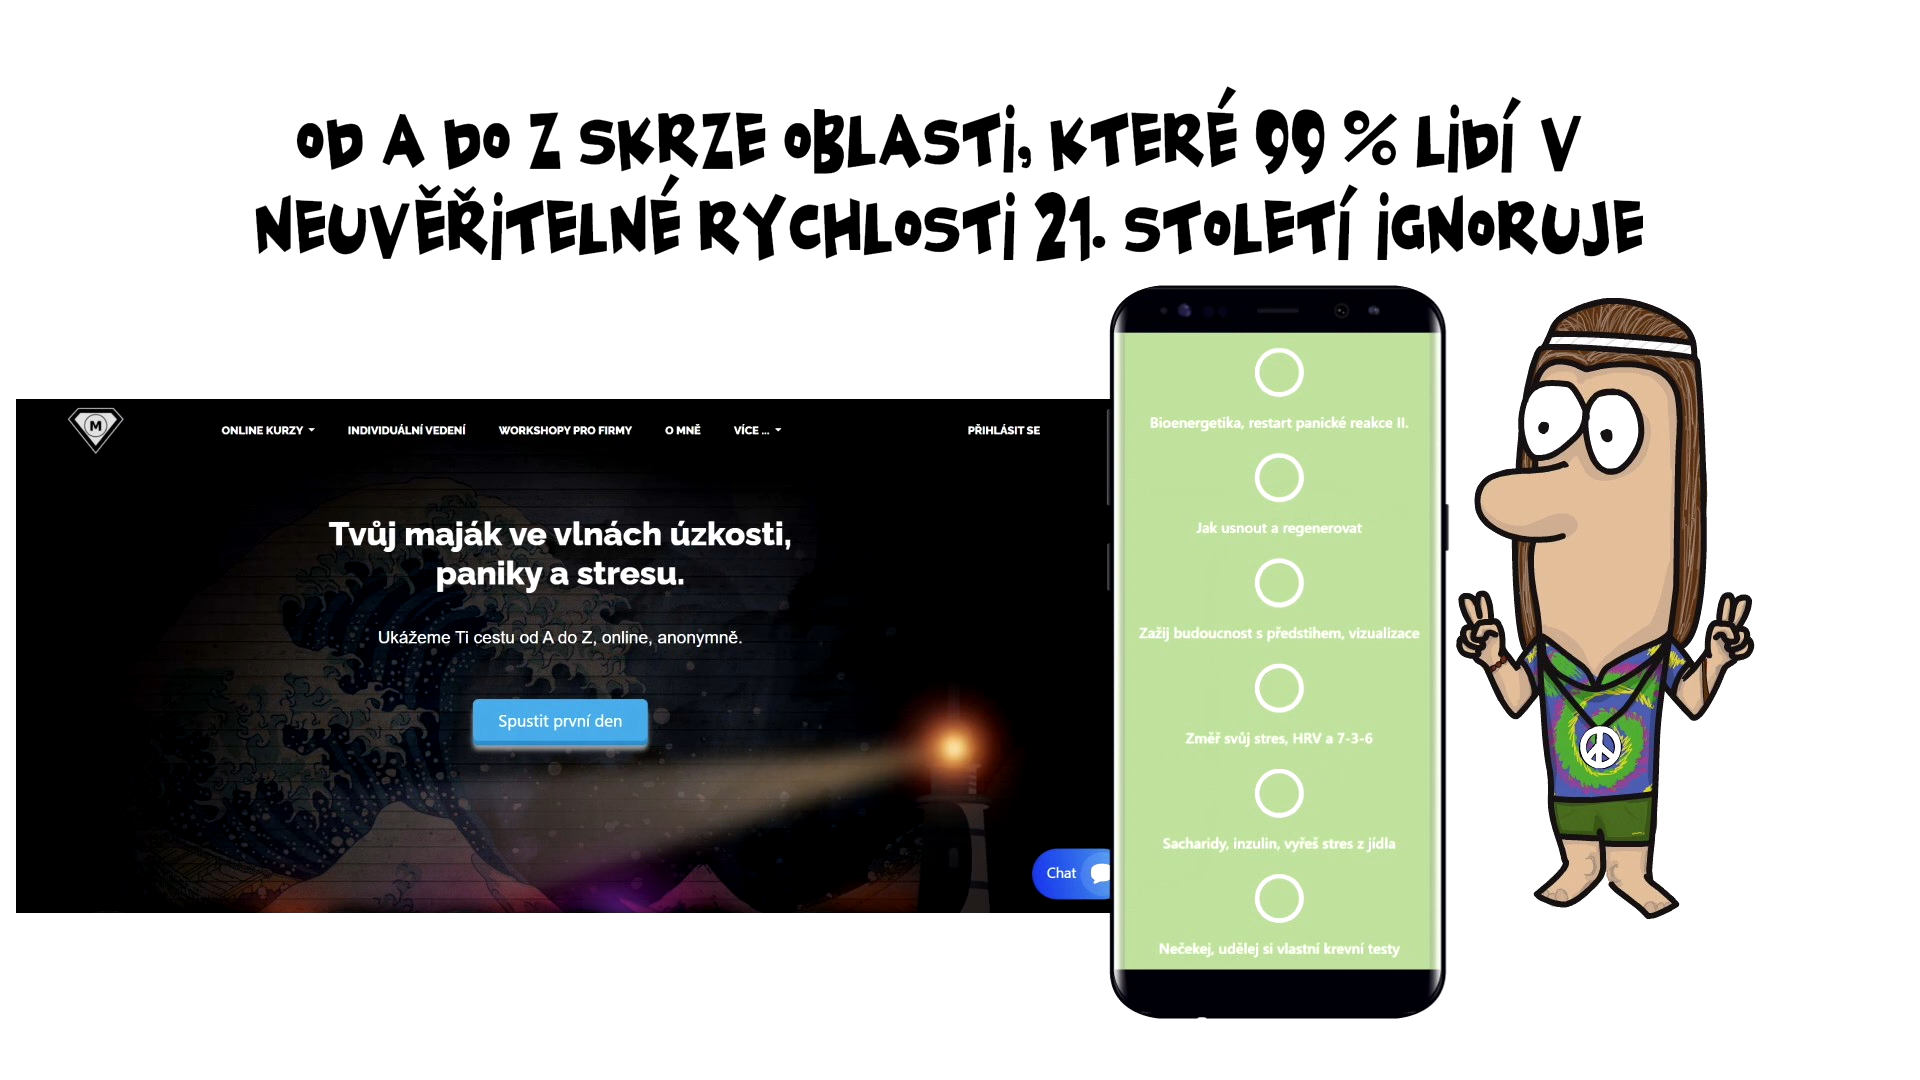 OD A DO Z SKRZE OBLASTI, KTERÉ 99 % LIDÍ V
NEUVĚŘITELNÉ RYCHLOSTI 21. STOLETÍ IGNORUJE
M
ONLINE KURZY
INDIVIDUÁLNÍ VEDENÍ
WORKSHOPY PRO FIRMY
O MNĚ
VÍCE ...
PŘIHLÁSIT SE
Tvůj maják ve vlnách úzkosti,
paniky a stresu.
Ukážeme Ti cestu od A do Z, online, anonymně.
Spustit první den
Chat
Bioenergetika, restart panické reakce II.
Jak usnout a regenerovat
Zažij budoucnost s předstihem, vizualizace
Změř svůj stres, HRV a 7-3-6
Sacharidy, inzulin, vyřeš stres z jídla
Nečekej, udělej si vlastní krevní testy